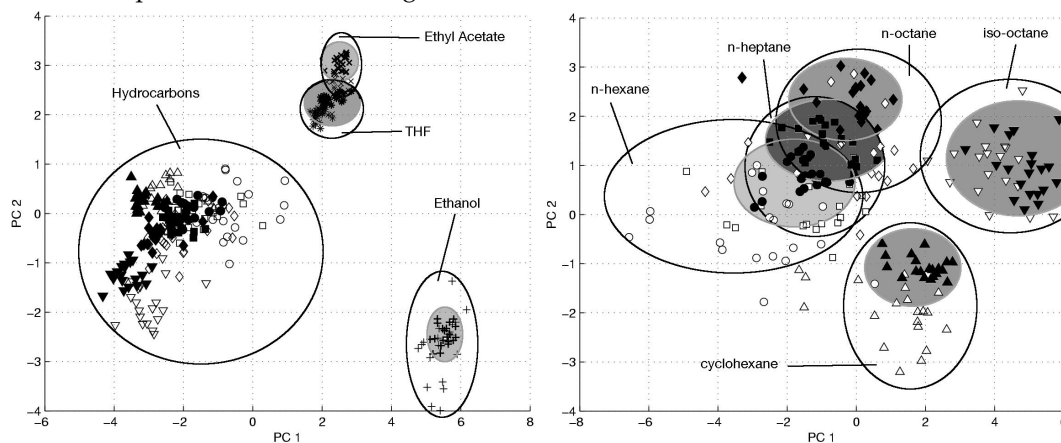 Ethyl Acetate
Hydrocarbons
THF
Ethanol
PC 2
4
3
2
1
0
−1
−2
−3
−4
−6
−4
−2
0
2
4
6
8
PC 1
n-octane
iso-octane
n-heptane
n-hexane
cyclohexane
PC 2
4
3
2
1
0
−1
−2
−3
−4
−8
−6
−4
−2
0
2
4
6
PC 1